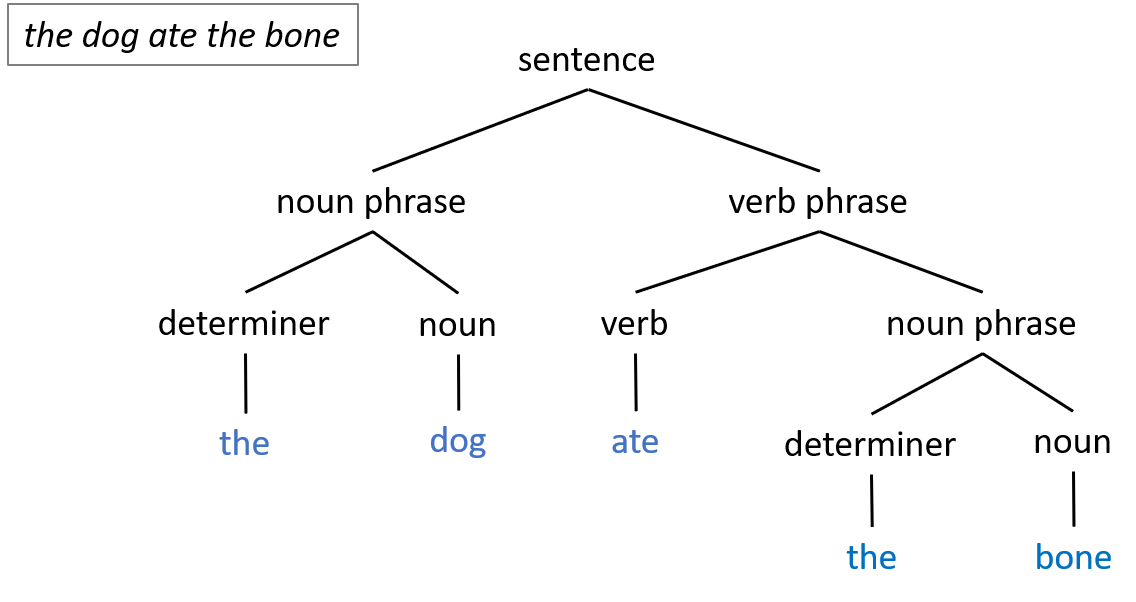 the dog ate the bone
sentence
noun phrase verb phrase
determiner noun verb noun phrase
the dog ate determiner noun
the bone